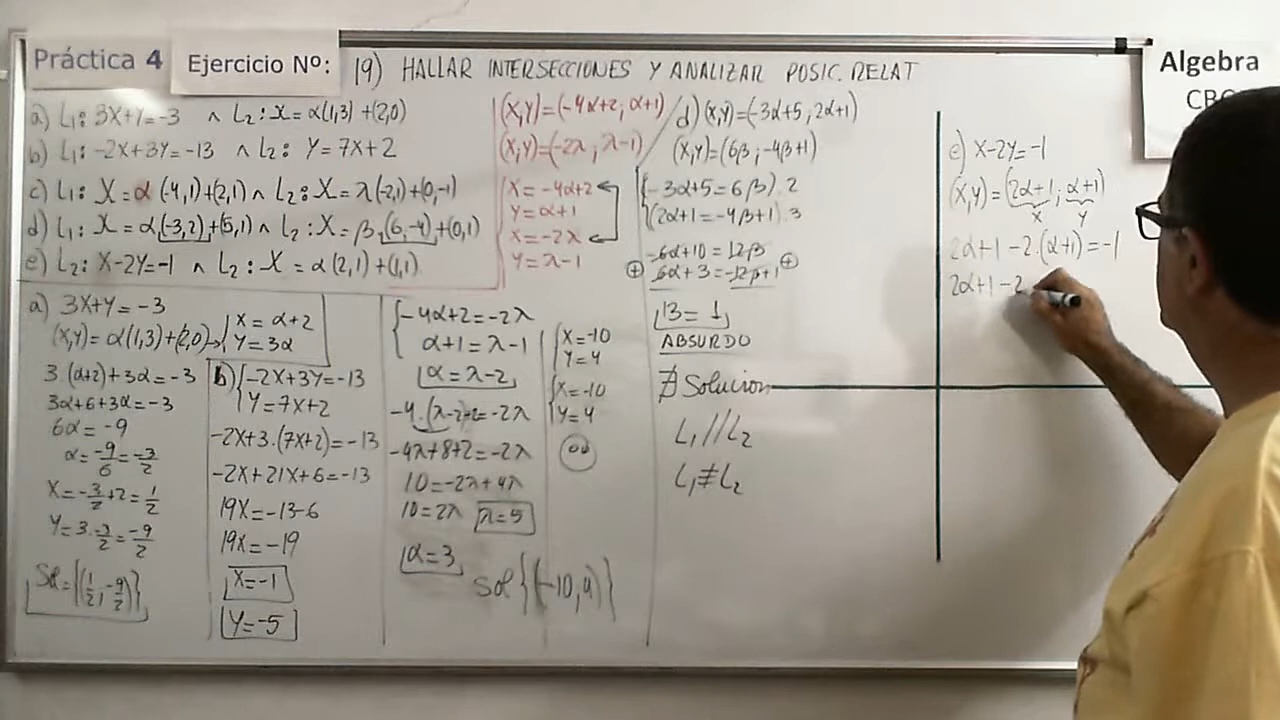 Práctica 4
Ejercicio Nº:
19) HALLAR INTERSECCIONES Y ANALIZAR POSIC. RELAT
Algebra
CBC
a) L₁: 3X+Y=-3 ∧ L₂: X=α(1,3)+(2,0)
b) L₁: -2X+3Y=-13 ∧ L₂: Y=7X+2
c) L₁: X=α(-4,1)+(2,1) ∧ L₂: X=λ(-2,1)+(0,-1)
d) L₁: X=α(-3,2)+(5,1) ∧ L₂: X=β(6,-4)+(0,1)
e) L₂: X-2Y=-1 ∧ L₂: X=α(2,1)+(1,1)
a) 3X+Y=-3
(X,Y)=α(1,3)+(2,0)→
X=α+2
Y=3α
3.(α+2)+3α=-3
3α+6+3α=-3
6α=-9
α=-9/6=-3/2
X=-3/2+2=1/2
Y=3.-3/2=-9/2
Sol={(1/2,-9/2)}
b) -2X+3Y=-13
Y=7X+2
-2X+3.(7X+2)=-13
-2X+21X+6=-13
19X=-13-6
19X=-19
X=-1
Y=-5
(X,Y)=(-4α+2; α+1)
(X,Y)=(-2λ; λ-1)
X=-4α+2
Y=α+1
X=-2λ
Y=λ-1
-4α+2=-2λ
α+1=λ-1
α=λ-2
-4.(λ-2)+2=-2λ
-4λ+8+2=-2λ
10=-2λ+4λ
10=2λ λ=5
α=3
X=-10
Y=4
X=-10
Y=4
Sol{(-10,4)}
d) (X,Y)=(-3α+5, 2α+1)
(X,Y)=(6β; -4β+1)
(-3α+5=6β).2
(2α+1=-4β+1).3
-6α+10=12β
⊕ 6α+3=-12β+1 ⊕
13=1
ABSURDO
∄ Solucion
L₁//L₂
L₁≢L₂
e) X-2Y=-1
(X,Y)=(2α+1; α+1)
X Y
2α+1-2.(α+1)=-1
2α+1-2